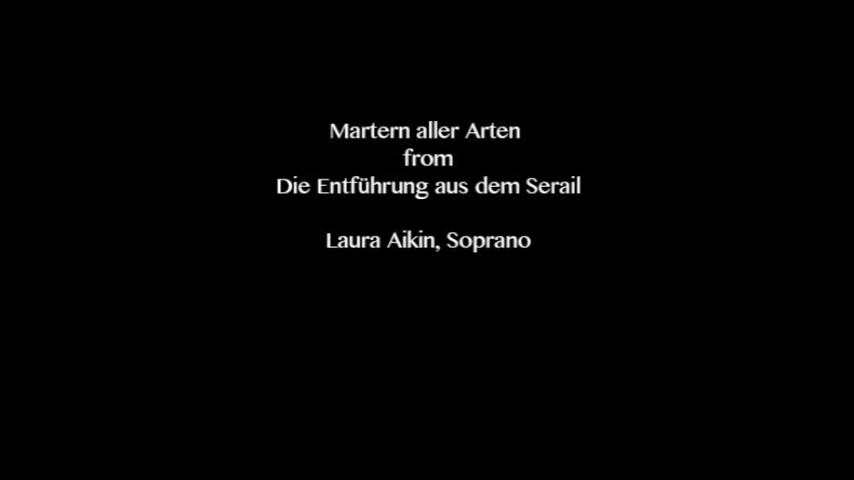 Martern aller Arten
from
Die Entführung aus dem Serail
Laura Aikin, Soprano